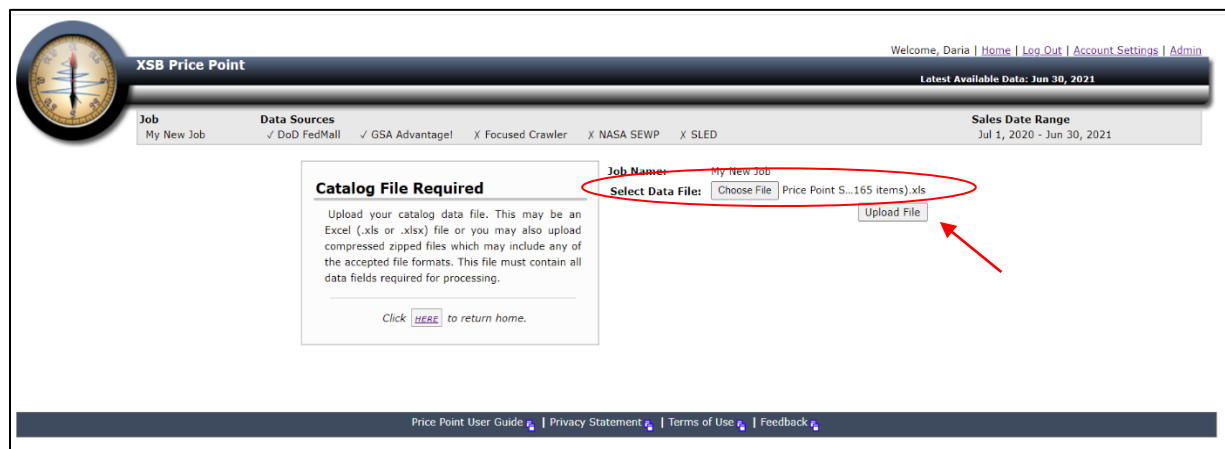 Welcome, Daria | Home | Log Out | Account Settings | Admin
XSB Price Point
Latest Available Data: Jun 30, 2021
Job Data Sources Sales Date Range
My New Job √ DoD FedMall √ GSA Advantage! X Focused Crawler X NASA SEWP X SLED Jul 1, 2020 - Jun 30, 2021
Job Name: My New Job
Catalog File Required
Select Data File: Choose File Price Point S...165 items).xls
Upload File
Upload your catalog data file. This may be an
Excel (.xls or .xlsx) file or you may also upload
compressed zipped files which may include any of
the accepted file formats. This file must contain all
data fields required for processing.
Click HERE to return home.
Price Point User Guide | Privacy Statement | Terms of Use | Feedback